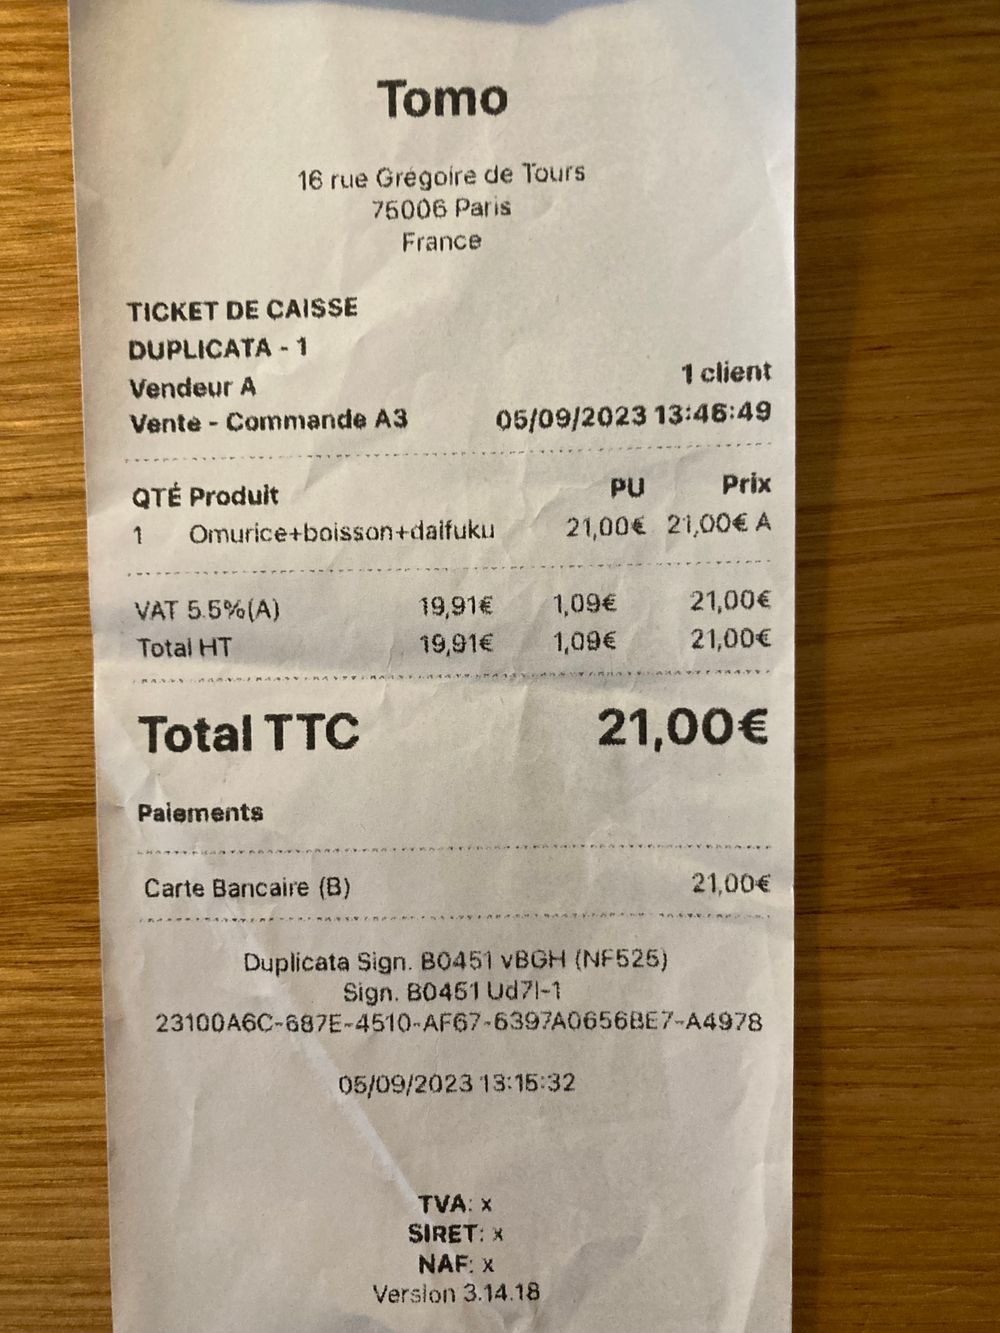 Tomo
16 rue Grégoire de Tours
75006 Paris
France
TICKET DE CAISSE
DUPLICATA - 1
Vendeur A
1 client
Vente - Commande A3 05/09/2023 13:46:49
QTÉ Produit PU Prix
1 Omurice+boisson+daifuku 21,00€ 21,00€ A
VAT 5.5%(A) 19,91€ 1,09€ 21,00€
Total HT 19,91€ 1,09€ 21,00€
Total TTC 21,00€
Paiements
Carte Bancaire (B) 21,00€
Duplicata Sign. B0451 vBGH (NF525)
Sign. B0451 Ud7I-1
23100A6C-687E-4510-AF67-6397A0656BE7-A4978
05/09/2023 13:15:32
TVA: x
SIRET: x
NAF: x
Version 3.14.18